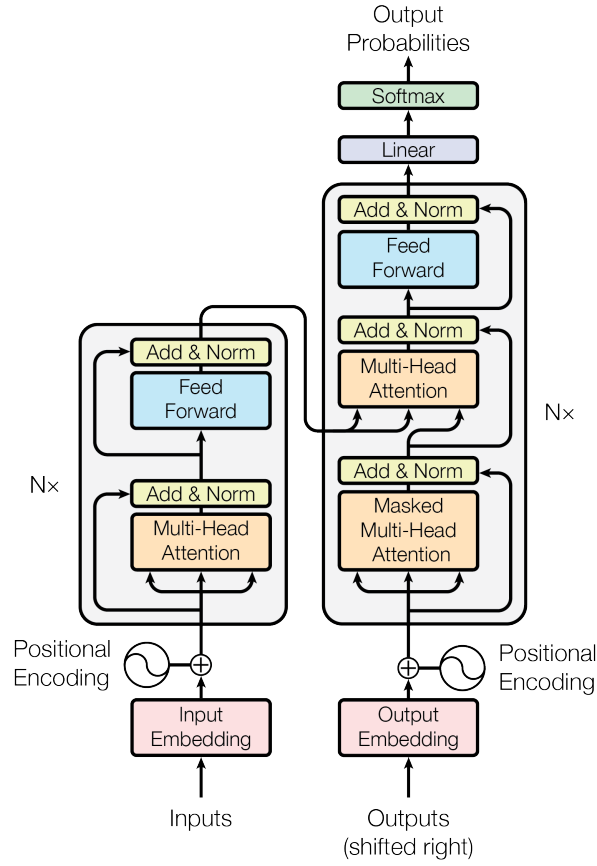 Output
Probabilities
Softmax
Linear
Add & Norm
Feed
Forward
Add & Norm
Multi-Head
Attention
Add & Norm
Masked
Multi-Head
Attention
N×
Add & Norm
Feed
Forward
Add & Norm
Multi-Head
Attention
N×
Positional
Encoding
Positional
Encoding
Input
Embedding
Output
Embedding
Inputs
Outputs
(shifted right)